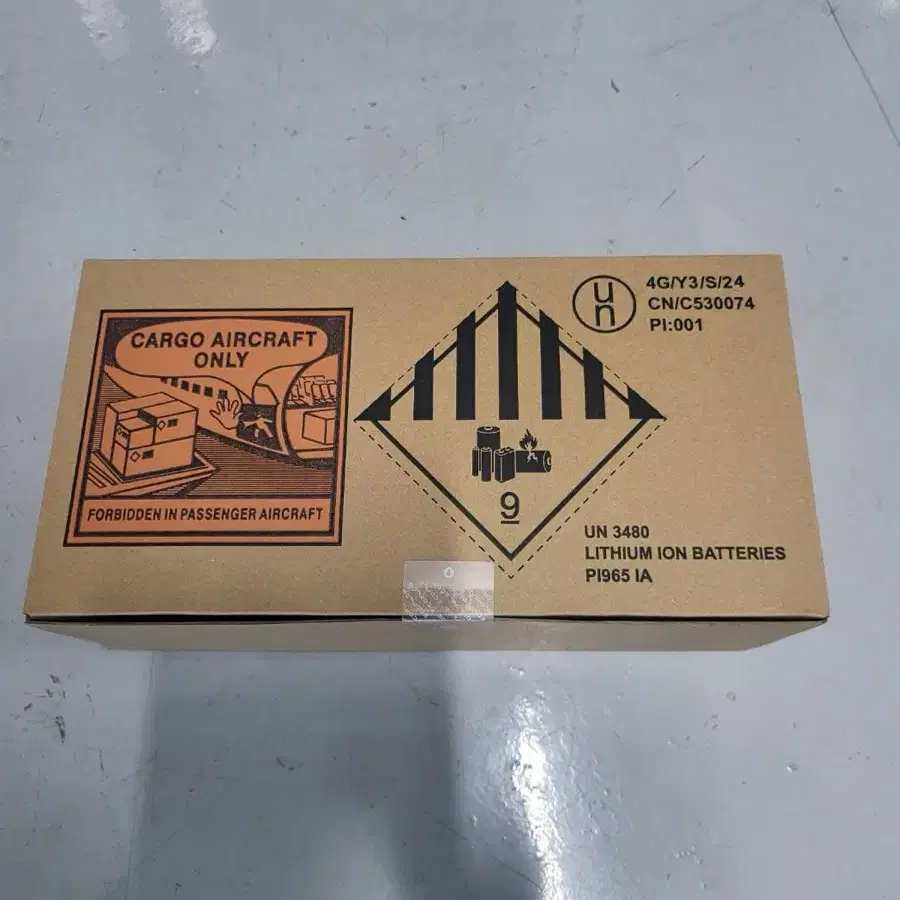 CARGO AIRCRAFT
ONLY
FORBIDDEN IN PASSENGER AIRCRAFT
9
un
4G/Y3/S/24
CN/C530074
PI:001
UN 3480
LITHIUM ION BATTERIES
PI965 IA